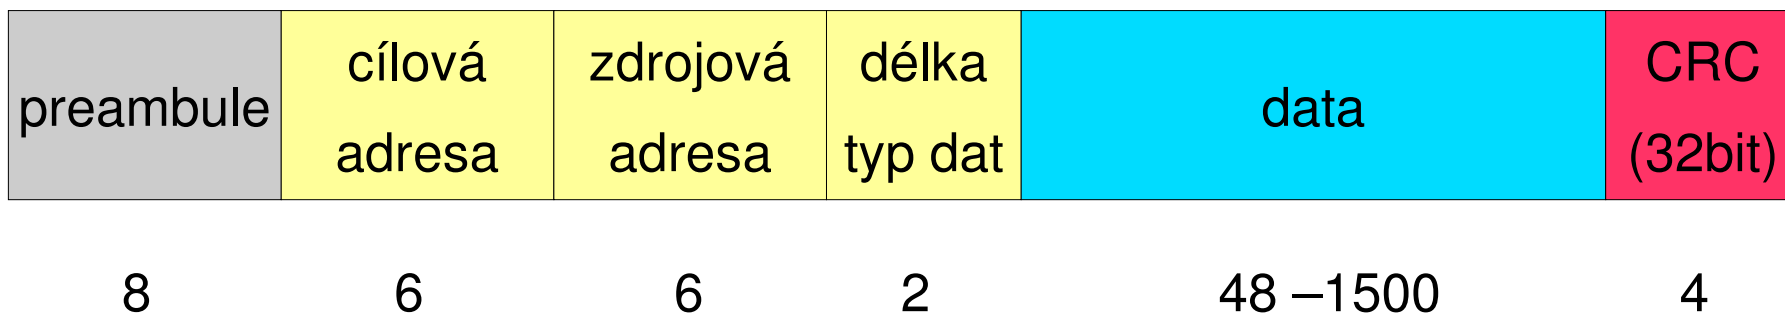 preambule
cílová
adresa
zdrojová
adresa
délka
typ dat
data
CRC
(32bit)
8 6 6 2 48 –1500 4